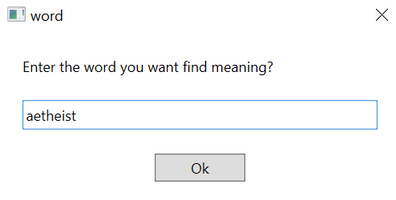 word
Enter the word you want find meaning?
aetheist
Ok